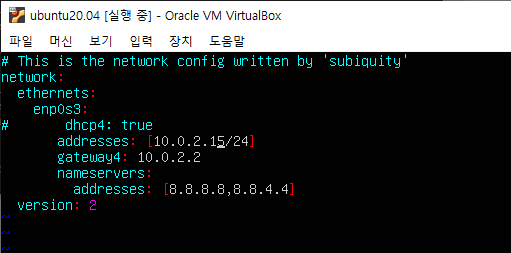 ubuntu20.04 [실행 중] - Oracle VM VirtualBox
파일 머신 보기 입력 장치 도움말
# This is the network config written by 'subiquity'
network:
  ethernets:
    enp0s3:
#       dhcp4: true
       addresses: [10.0.2.15/24]
       gateway4: 10.0.2.2
       nameservers:
         addresses: [8.8.8.8,8.8.4.4]
  version: 2
~
~
~